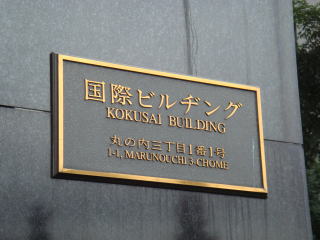 国際ビルヂング
KOKUSAI BUILDING
丸の内三丁目1番1号
1-1, MARUNOUCHI 3. CHOME